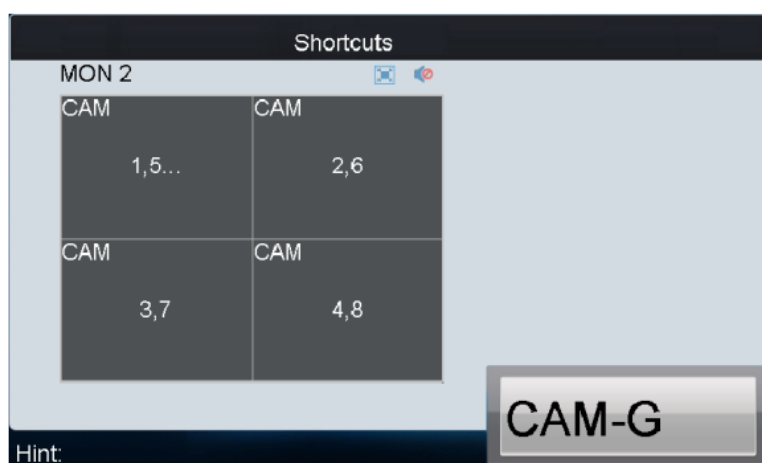 Shortcuts
MON 2
CAM CAM
1,5... 2,6
CAM CAM
3,7 4,8
CAM-G
Hint: